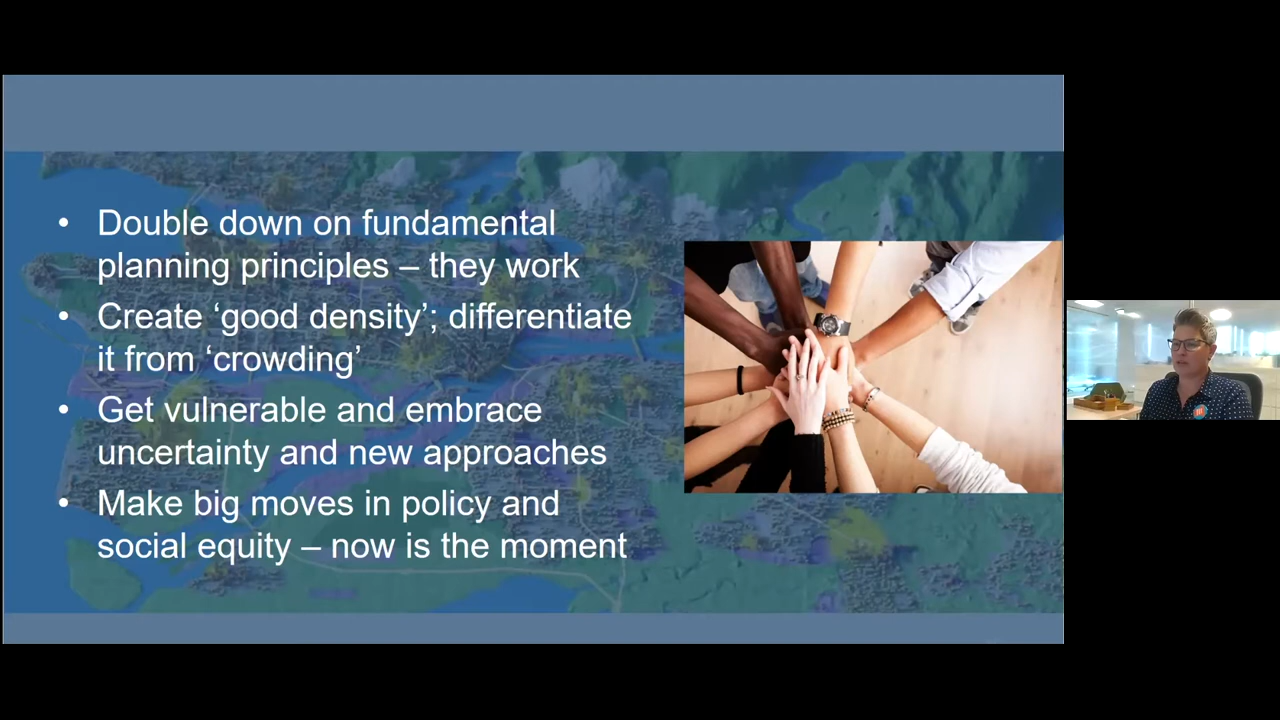 • Double down on fundamental
planning principles – they work
• Create ‘good density’; differentiate
it from ‘crowding’
• Get vulnerable and embrace
uncertainty and new approaches
• Make big moves in policy and
social equity – now is the moment